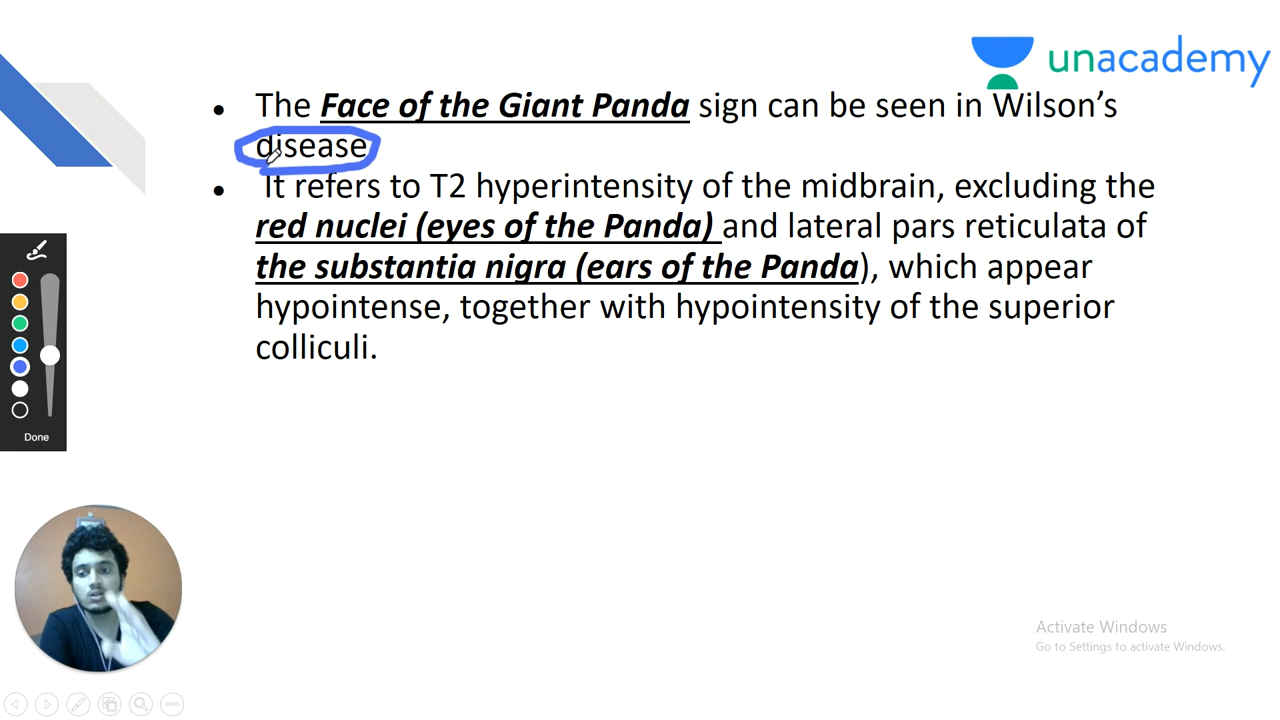 unacademy
• The Face of the Giant Panda sign can be seen in Wilson’s
disease
• It refers to T2 hyperintensity of the midbrain, excluding the
red nuclei (eyes of the Panda) and lateral pars reticulata of
the substantia nigra (ears of the Panda), which appear
hypointense, together with hypointensity of the superior
colliculi.
Done
Activate Windows
Go to Settings to activate Windows.